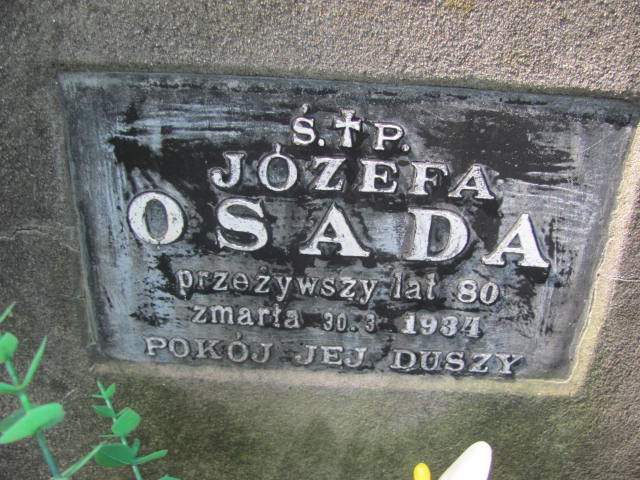 Ś.✝P.
JÓZEFA
OSADA
przeżywszy lat 80
zmarła 30.3 1934
POKÓJ JEJ DUSZY